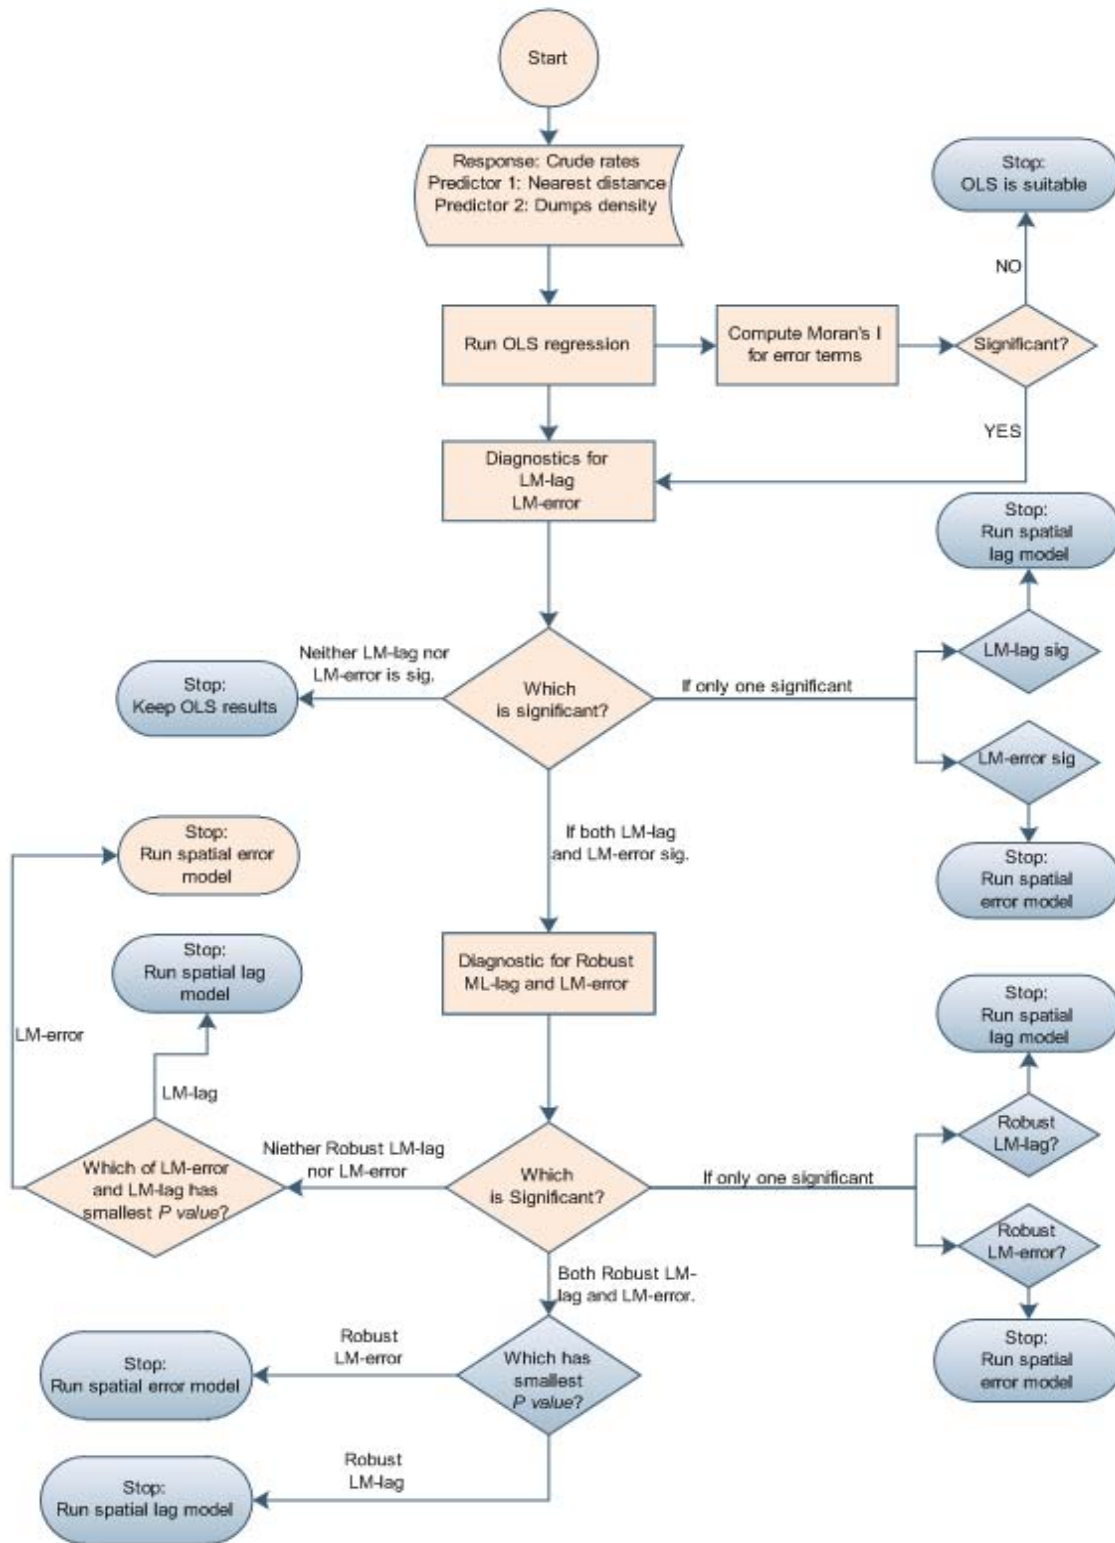 Start
Response: Crude rates
Predictor 1: Nearest distance
Predictor 2: Dumps density
Stop:
OLS is suitable
NO
Run OLS regression
Compute Moran's I
for error terms
Significant?
YES
Diagnostics for
LM-lag
LM-error
Stop:
Run spatial
lag model
Neither LM-lag nor
LM-error is sig.
Stop:
Keep OLS results
Which
is significant?
If only one significant
LM-lag sig
LM-error sig
Stop:
Run spatial
error model
If both LM-lag
and LM-error sig.
Stop:
Run spatial error
model
Stop:
Run spatial lag
model
LM-error
LM-lag
Diagnostic for Robust
ML-lag and LM-error
Stop:
Run spatial
lag model
Which of LM-error
and LM-lag has
smallest P value?
Niether Robust LM-lag
nor LM-error
Which
is Significant?
If only one significant
Robust
LM-lag?
Robust
LM-error?
Stop:
Run spatial
error model
Both Robust LM-
lag and LM-error.
Which has
smallest
P value?
Robust
LM-error
Stop:
Run spatial error model
Robust
LM-lag
Stop:
Run spatial lag model